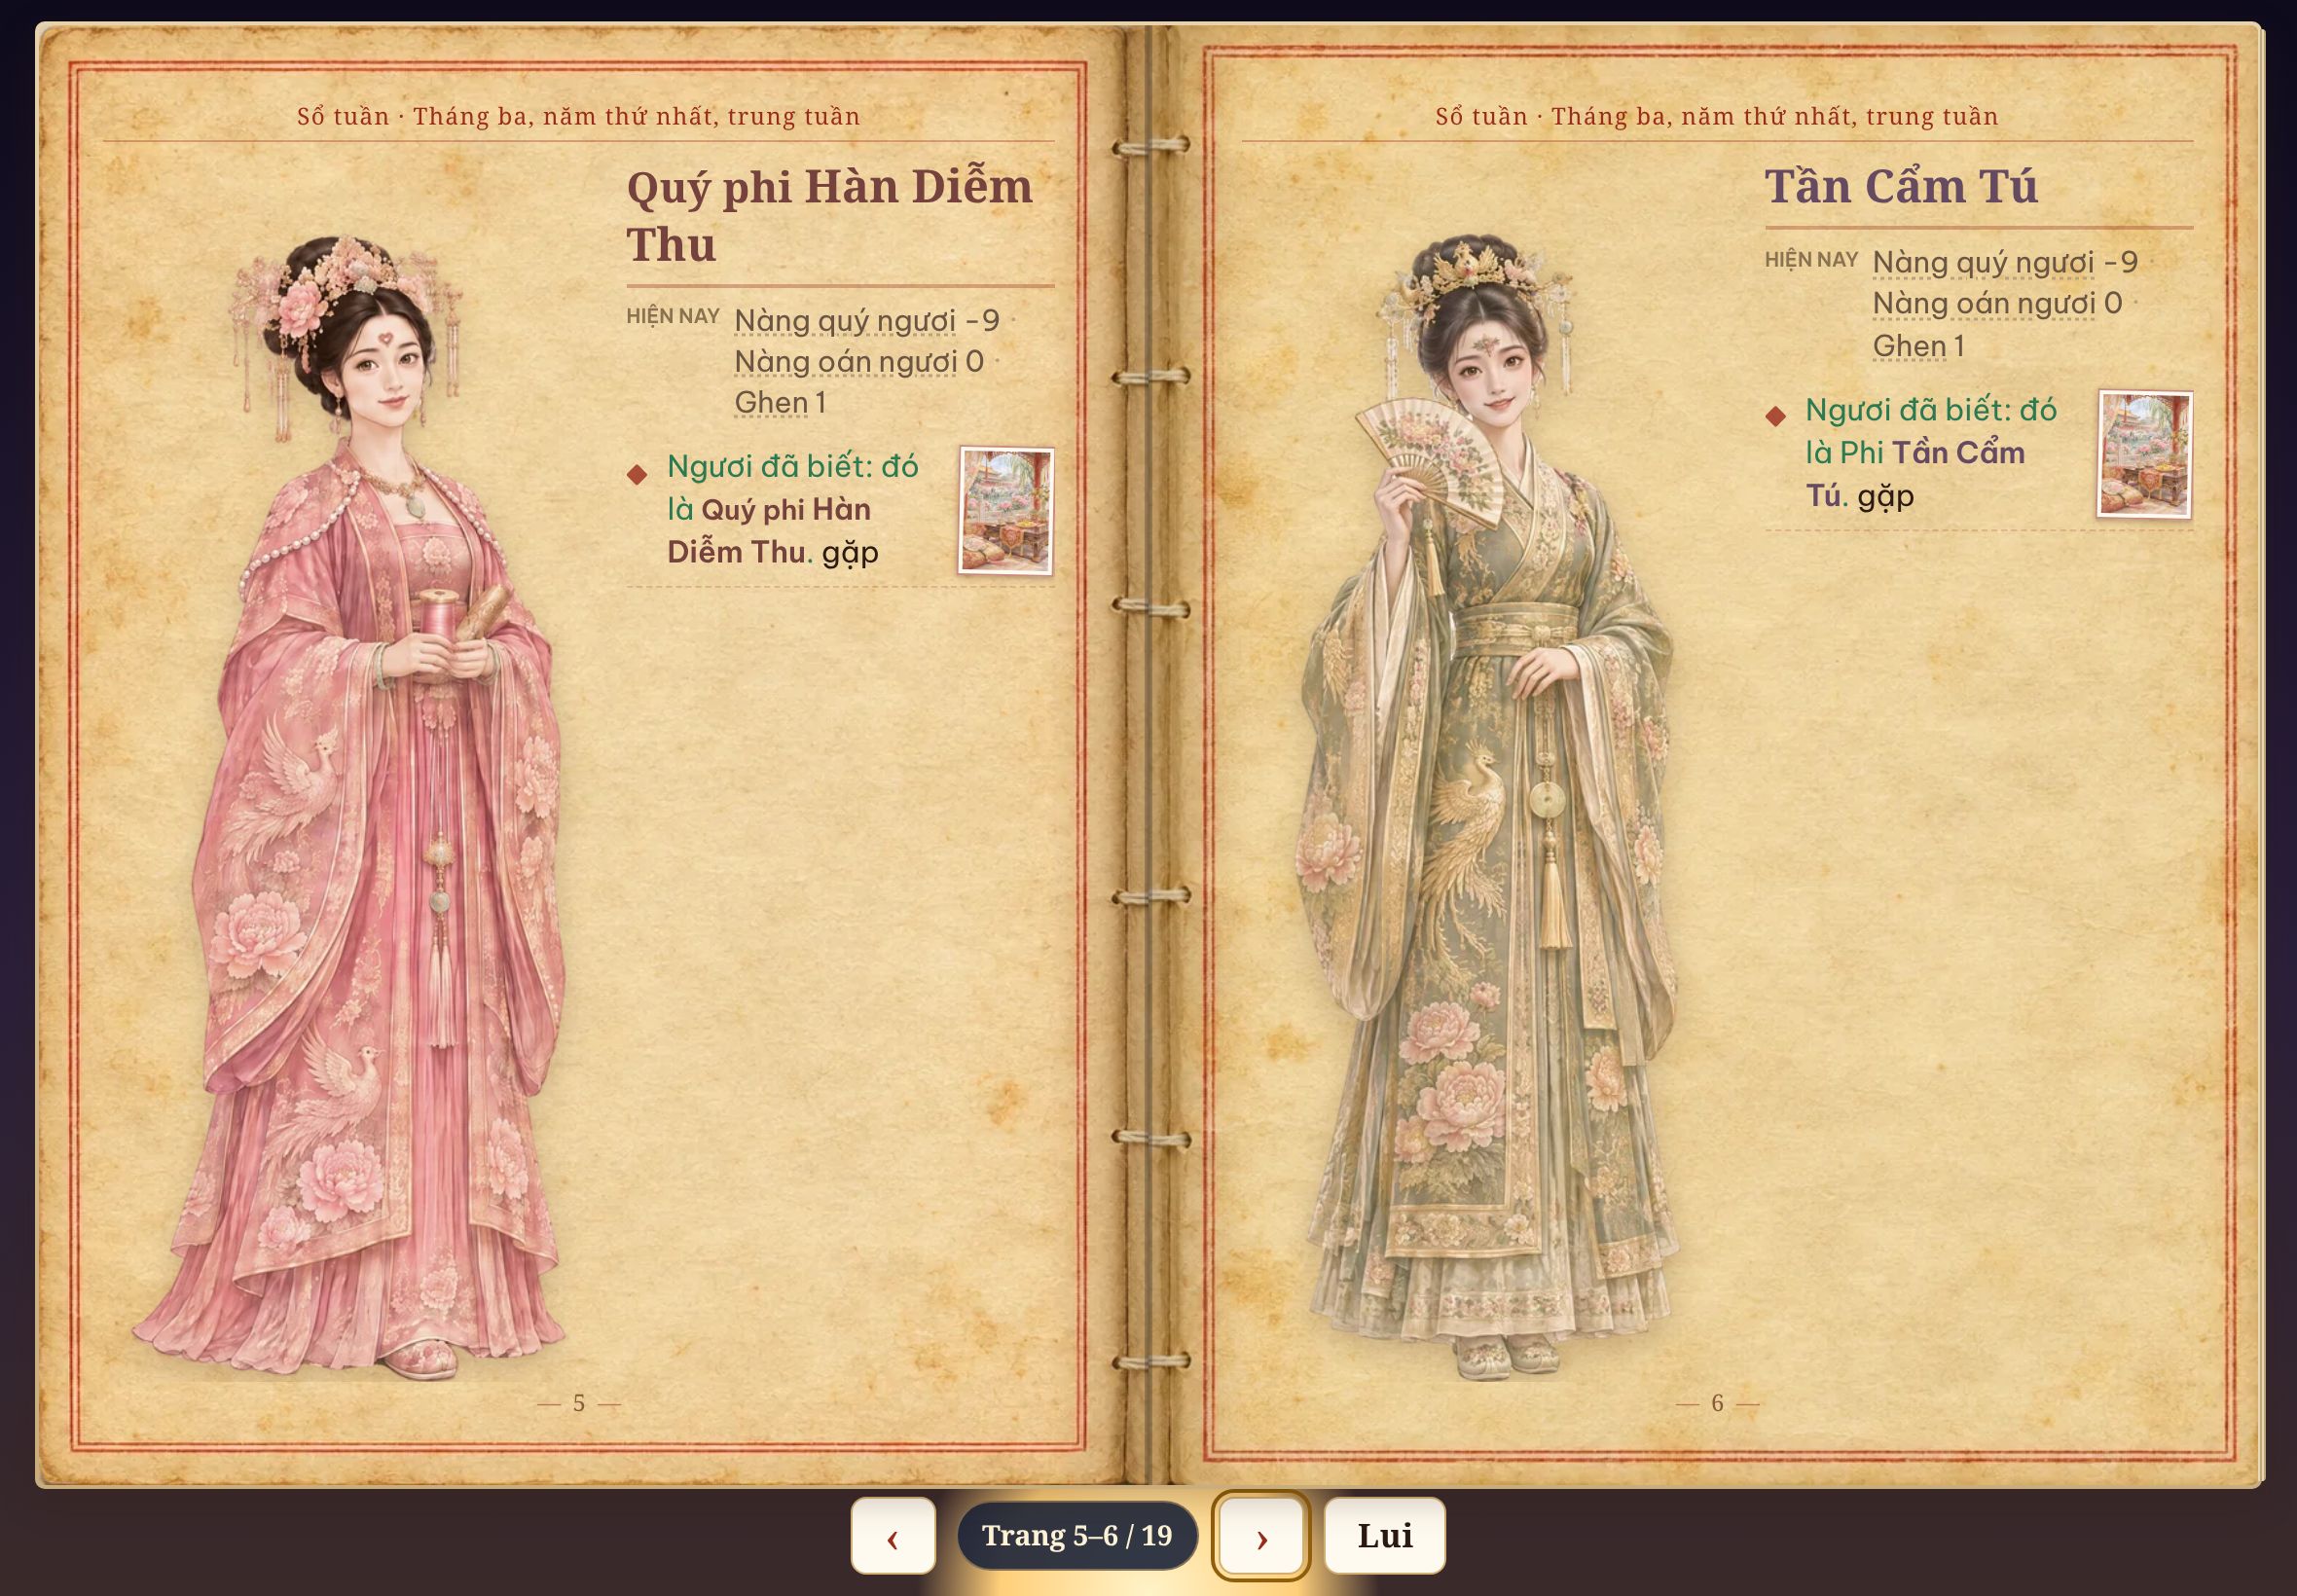 Sổ tuần · Tháng ba, năm thứ nhất, trung tuần
Quý phi Hàn Diễm
Thu
HIỆN NAY Nàng quý ngươi -9 ·
Nàng oán ngươi 0 ·
Ghen 1
Ngươi đã biết: đó
là Quý phi Hàn
Diễm Thu. gặp
— 5 —
Sổ tuần · Tháng ba, năm thứ nhất, trung tuần
Tần Cẩm Tú
HIỆN NAY Nàng quý ngươi -9 ·
Nàng oán ngươi 0 ·
Ghen 1
Ngươi đã biết: đó
là Phi Tần Cẩm
Tú. gặp
— 6 —
‹ Trang 5–6 / 19 › Lui